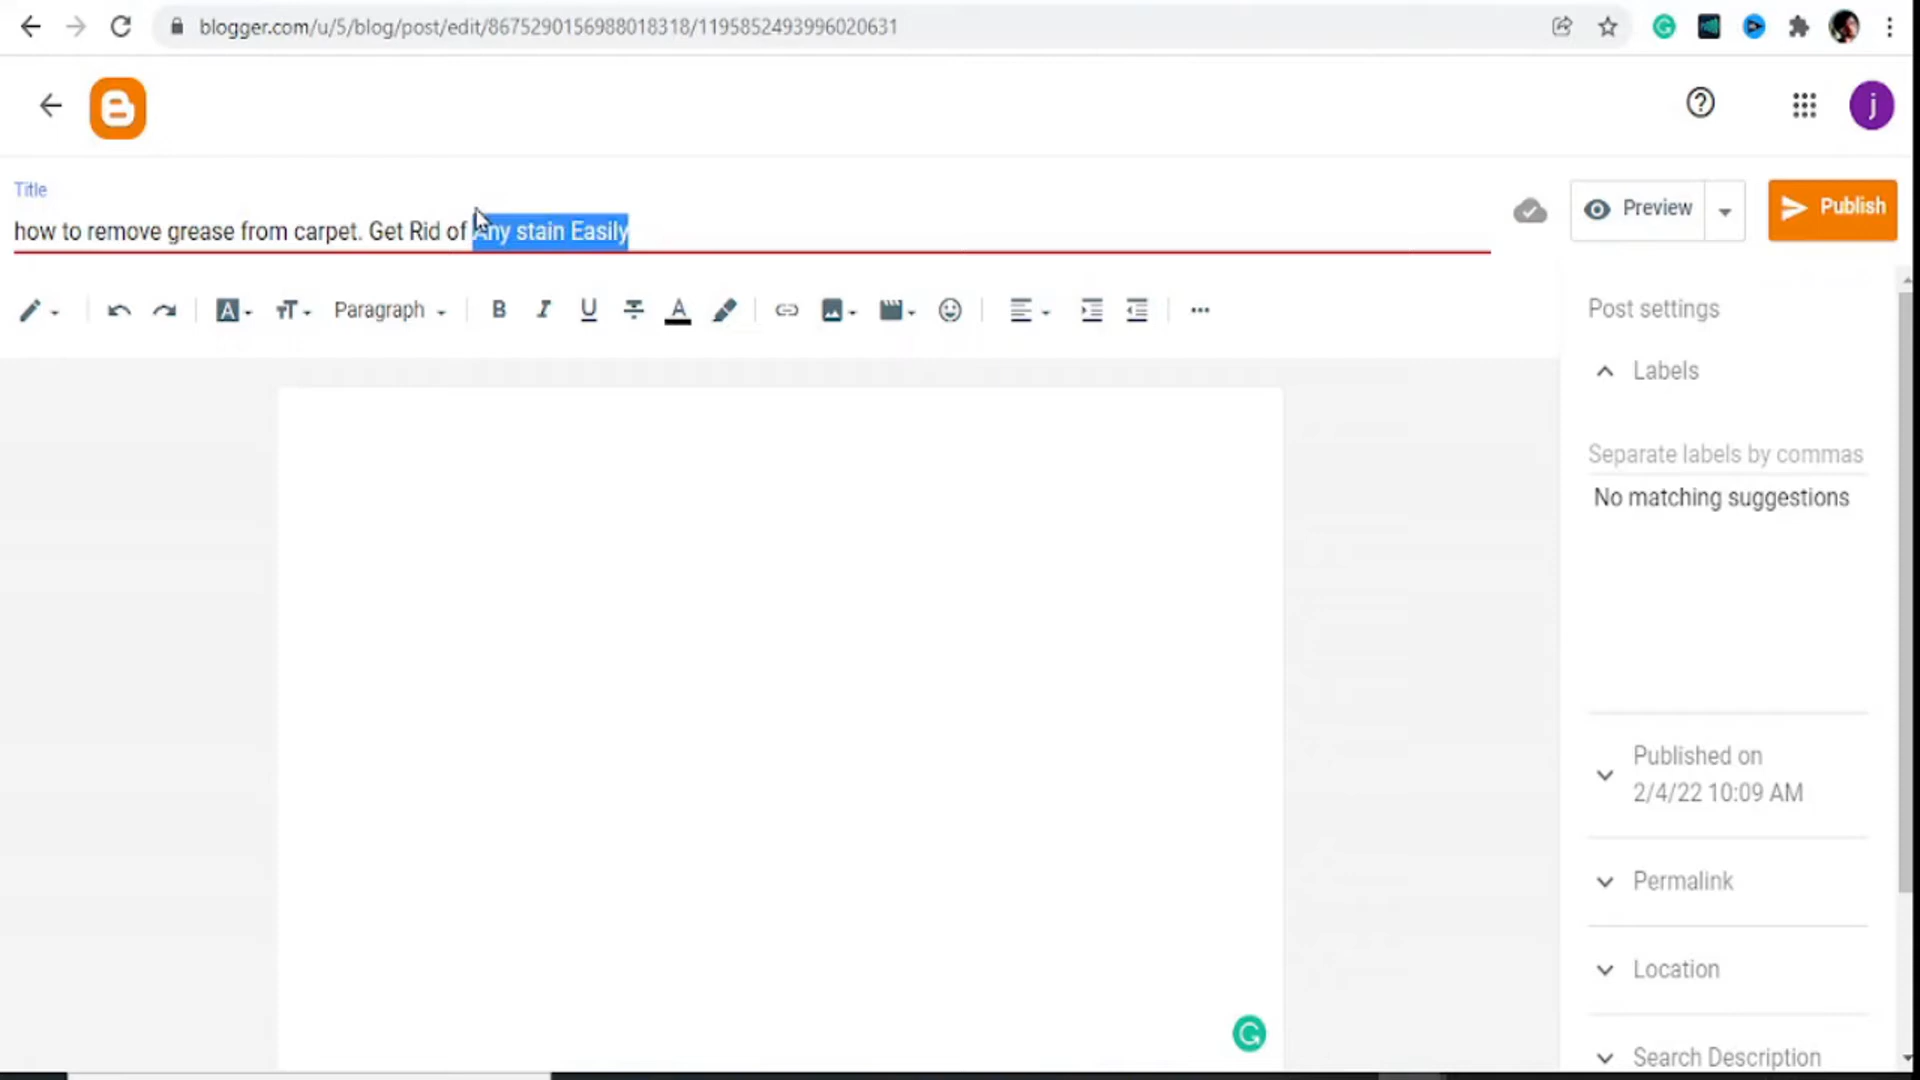 blogger.com/u/5/blog/post/edit/8675290156988018318/1195852493996020631
j
Title
how to remove grease from carpet. Get Rid of Any stain Easily
Preview
Publish
Paragraph
Post settings
Labels
Separate labels by commas
No matching suggestions
Published on
2/4/22 10:09 AM
Permalink
Location
Search Description